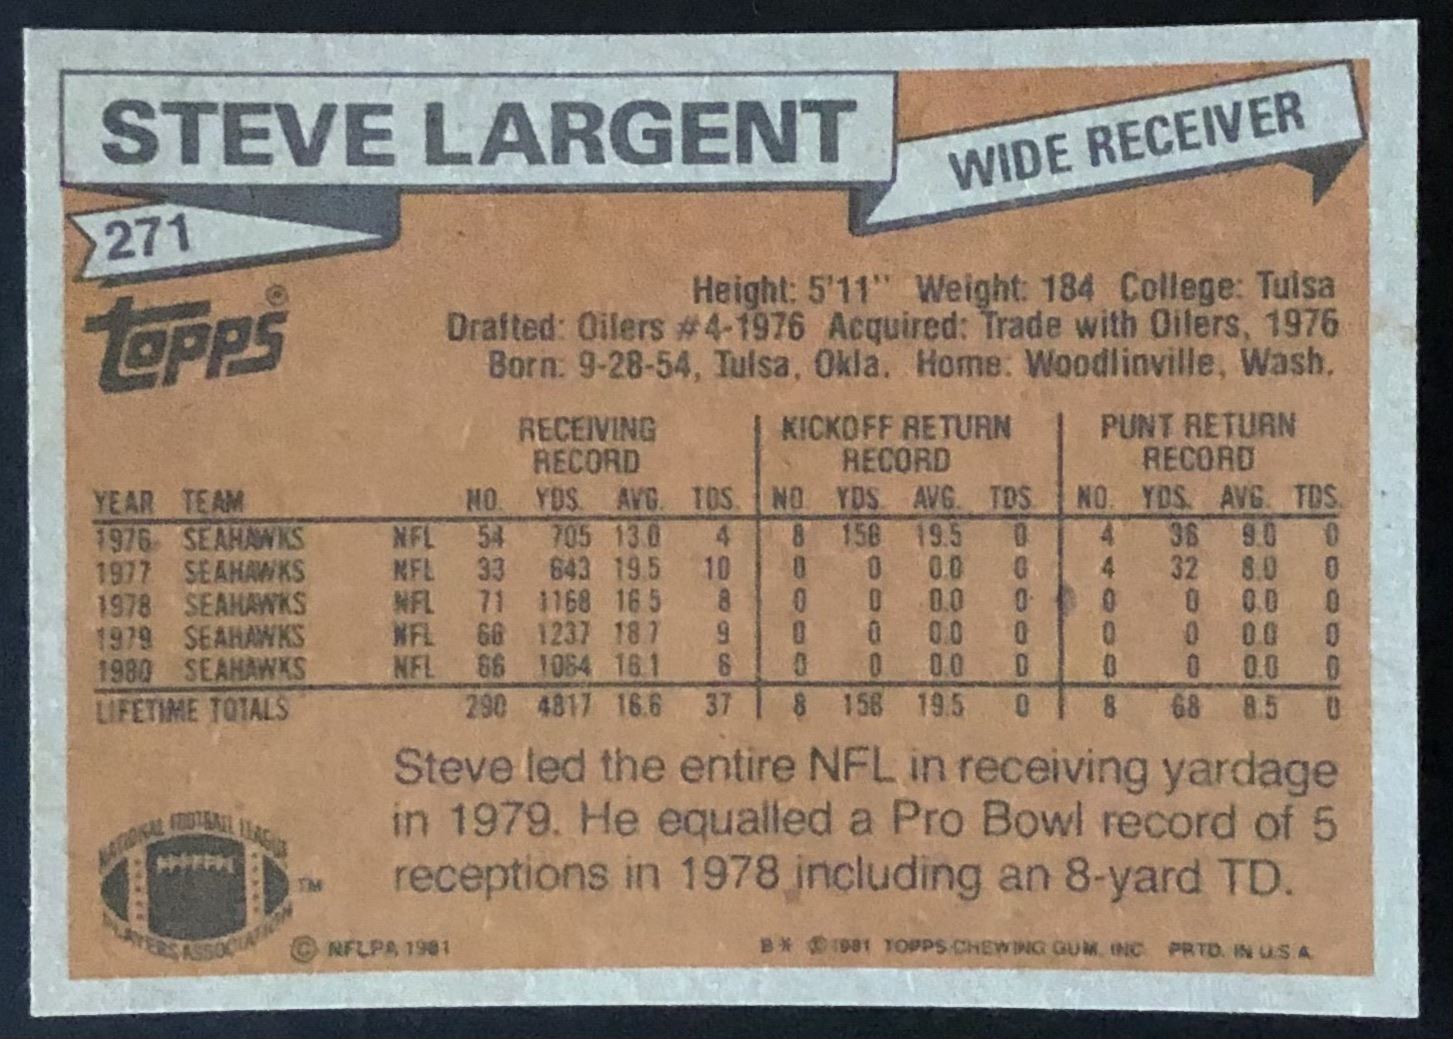 STEVE LARGENT
WIDE RECEIVER
271
TOPPS®
Height: 5'11" Weight: 184 College: Tulsa
Drafted: Oilers #4-1976 Acquired: Trade with Oilers, 1976
Born: 9-28-54, Tulsa, Okla. Home: Woodlinville, Wash.
RECEIVING RECORD KICKOFF RETURN RECORD PUNT RETURN RECORD
YEAR TEAM NO. YDS. AVG. TDS. NO. YDS. AVG. TDS. NO. YDS. AVG. TDS.
1976 SEAHAWKS NFL 54 705 13.0 4 8 156 19.5 0 4 36 9.0 0
1977 SEAHAWKS NFL 33 643 19.5 10 0 0 0.0 0 4 32 8.0 0
1978 SEAHAWKS NFL 71 1168 16.5 8 0 0 0.0 0 0 0 0.0 0
1979 SEAHAWKS NFL 66 1237 18.7 9 0 0 0.0 0 0 0 0.0 0
1980 SEAHAWKS NFL 66 1064 16.1 6 0 0 0.0 0 0 0 0.0 0
LIFETIME TOTALS 290 4817 16.6 37 8 156 19.5 0 8 68 8.5 0
Steve led the entire NFL in receiving yardage
in 1979. He equalled a Pro Bowl record of 5
receptions in 1978 including an 8-yard TD.
NATIONAL FOOTBALL LEAGUE
NFLPA
PLAYERS ASSOCIATION
TM
© NFLPA 1981
B* © 1981 TOPPS CHEWING GUM, INC. PRTD. IN U.S.A.